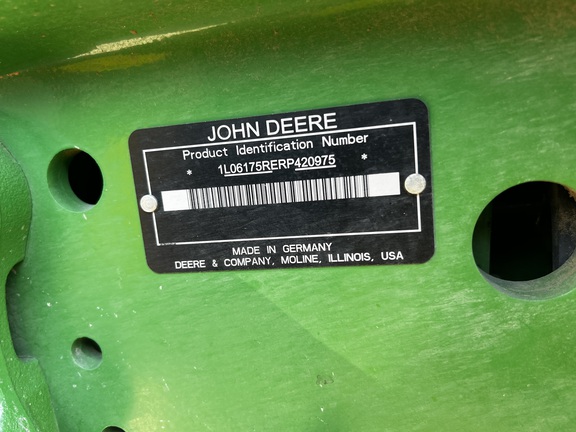 JOHN DEERE
Product Identification Number
* 1L06175RERP420975 *
MADE IN GERMANY
DEERE & COMPANY, MOLINE, ILLINOIS, USA